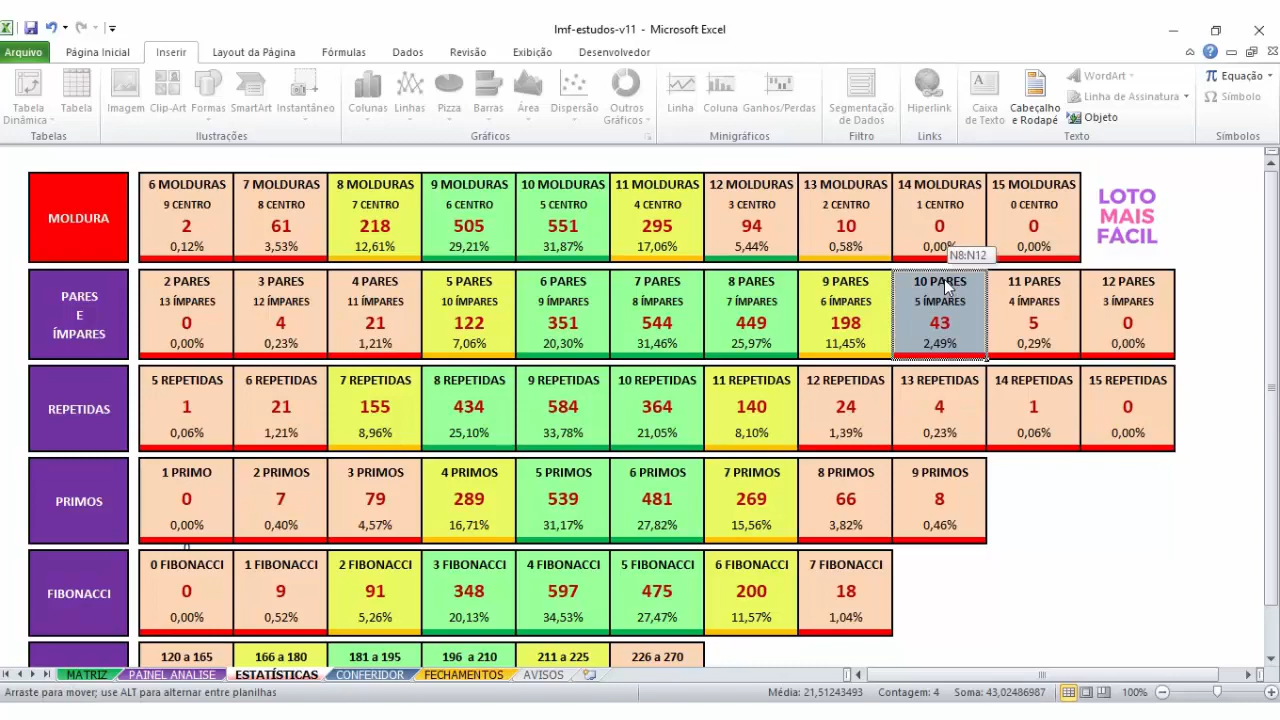 lmf-estudos-v11 - Microsoft Excel
Arquivo Página Inicial Inserir Layout da Página Fórmulas Dados Revisão Exibição Desenvolvedor
Tabela Dinâmica Tabela Imagem Clip-Art Formas SmartArt Instantâneo Colunas Linhas Pizza Barras Área Dispersão Outros Gráficos Linha Coluna Ganhos/Perdas Segmentação de Dados Hiperlink Caixa de Texto Cabeçalho e Rodapé WordArt Linha de Assinatura Objeto Equação Símbolo
Tabelas Ilustrações Gráficos Minigráficos Filtro Links Texto Símbolos
MOLDURA
6 MOLDURAS 7 MOLDURAS 8 MOLDURAS 9 MOLDURAS 10 MOLDURAS 11 MOLDURAS 12 MOLDURAS 13 MOLDURAS 14 MOLDURAS 15 MOLDURAS
9 CENTRO 8 CENTRO 7 CENTRO 6 CENTRO 5 CENTRO 4 CENTRO 3 CENTRO 2 CENTRO 1 CENTRO 0 CENTRO
2 61 218 505 551 295 94 10 0 0
0,12% 3,53% 12,61% 29,21% 31,87% 17,06% 5,44% 0,58% 0,00% 0,00%
LOTO
MAIS
FÁCIL
N8:N12
PARES
E
ÍMPARES
2 PARES 3 PARES 4 PARES 5 PARES 6 PARES 7 PARES 8 PARES 9 PARES 10 PARES 11 PARES 12 PARES
13 ÍMPARES 12 ÍMPARES 11 ÍMPARES 10 ÍMPARES 9 ÍMPARES 8 ÍMPARES 7 ÍMPARES 6 ÍMPARES 5 ÍMPARES 4 ÍMPARES 3 ÍMPARES
0 4 21 122 351 544 449 198 43 5 0
0,00% 0,23% 1,21% 7,06% 20,30% 31,46% 25,97% 11,45% 2,49% 0,29% 0,00%
REPETIDAS
5 REPETIDAS 6 REPETIDAS 7 REPETIDAS 8 REPETIDAS 9 REPETIDAS 10 REPETIDAS 11 REPETIDAS 12 REPETIDAS 13 REPETIDAS 14 REPETIDAS 15 REPETIDAS
1 21 155 434 584 364 140 24 4 1 0
0,06% 1,21% 8,96% 25,10% 33,78% 21,05% 8,10% 1,39% 0,23% 0,06% 0,00%
PRIMOS
1 PRIMO 2 PRIMOS 3 PRIMOS 4 PRIMOS 5 PRIMOS 6 PRIMOS 7 PRIMOS 8 PRIMOS 9 PRIMOS
0 7 79 289 539 481 269 66 8
0,00% 0,40% 4,57% 16,71% 31,17% 27,82% 15,56% 3,82% 0,46%
FIBONACCI
0 FIBONACCI 1 FIBONACCI 2 FIBONACCI 3 FIBONACCI 4 FIBONACCI 5 FIBONACCI 6 FIBONACCI 7 FIBONACCI
0 9 91 348 597 475 200 18
0,00% 0,52% 5,26% 20,13% 34,53% 27,47% 11,57% 1,04%
120 a 165 166 a 180 181 a 195 196 a 210 211 a 225 226 a 270
MATRIZ PAINEL ANALISE ESTATÍSTICAS CONFERIDOR FECHAMENTOS AVISOS
Arraste para mover; use ALT para alternar entre planilhas Média: 21,51243493 Contagem: 4 Soma: 43,02486987 100%